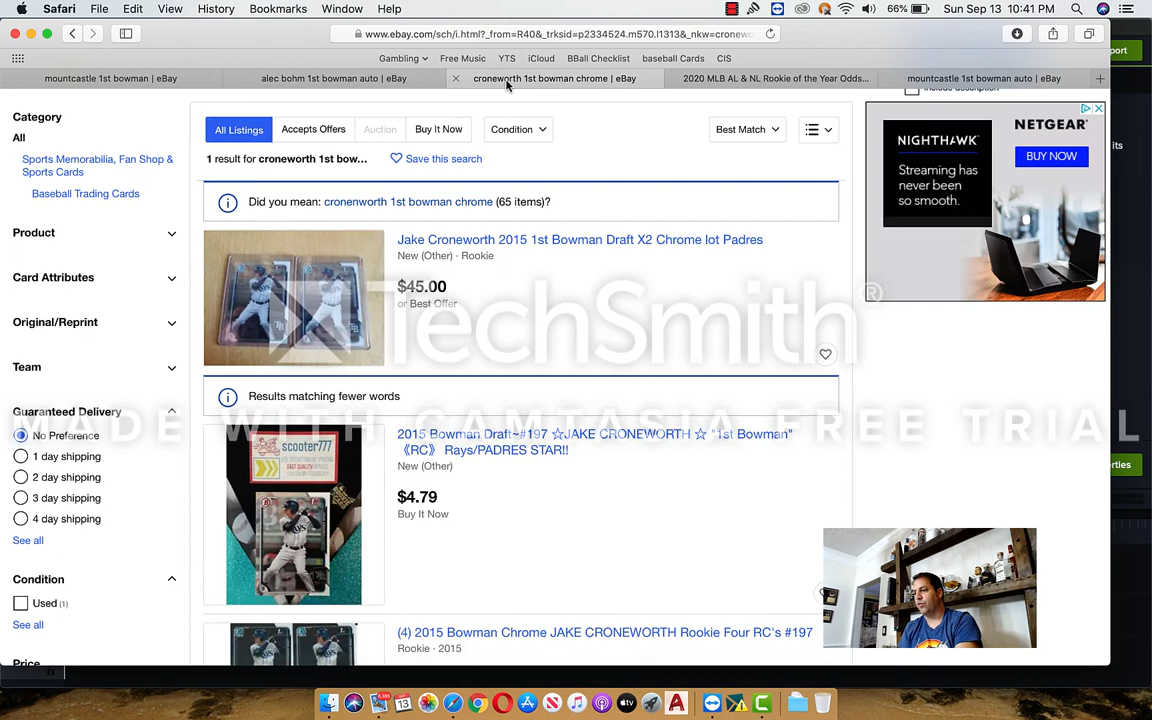 Safari File Edit View History Bookmarks Window Help 66% Sun Sep 13 10:41 PM
www.ebay.com/sch/i.html?_from=R40&_trksid=p2334524.m570.l1313&_nkw=cronewo
port
Gambling Free Music YTS iCloud BBall Checklist baseball Cards CIS
mountcastle 1st bowman | eBay alec bohm 1st bowman auto | eBay croneworth 1st bowman chrome | eBay 2020 MLB AL & NL Rookie of the Year Odds... mountcastle 1st bowman auto | eBay
Include description
Category
All
Sports Memorabilia, Fan Shop & Sports Cards
Baseball Trading Cards
Product
Card Attributes
Original/Reprint
Team
Guaranteed Delivery
No Preference
1 day shipping
2 day shipping
3 day shipping
4 day shipping
See all
Condition
Used (1)
See all
Price
All Listings Accepts Offers Auction Buy It Now Condition Best Match
1 result for croneworth 1st bow... Save this search
Did you mean: cronenworth 1st bowman chrome (65 items)?
Jake Croneworth 2015 1st Bowman Draft X2 Chrome lot Padres
New (Other) · Rookie
$45.00
or Best Offer
Results matching fewer words
2015 Bowman Draft~#197 ☆JAKE CRONEWORTH ☆ "1st Bowman"
《RC》 Rays/PADRES STAR!!
New (Other)
$4.79
Buy It Now
scooter777
(4) 2015 Bowman Chrome JAKE CRONEWORTH Rookie Four RC's #197
Rookie · 2015
NIGHTHAWK
Streaming has
never been
so smooth.
NETGEAR
BUY NOW
its
erties
TechSmith®
MADE WITH CAMTASIA FREE TRIAL